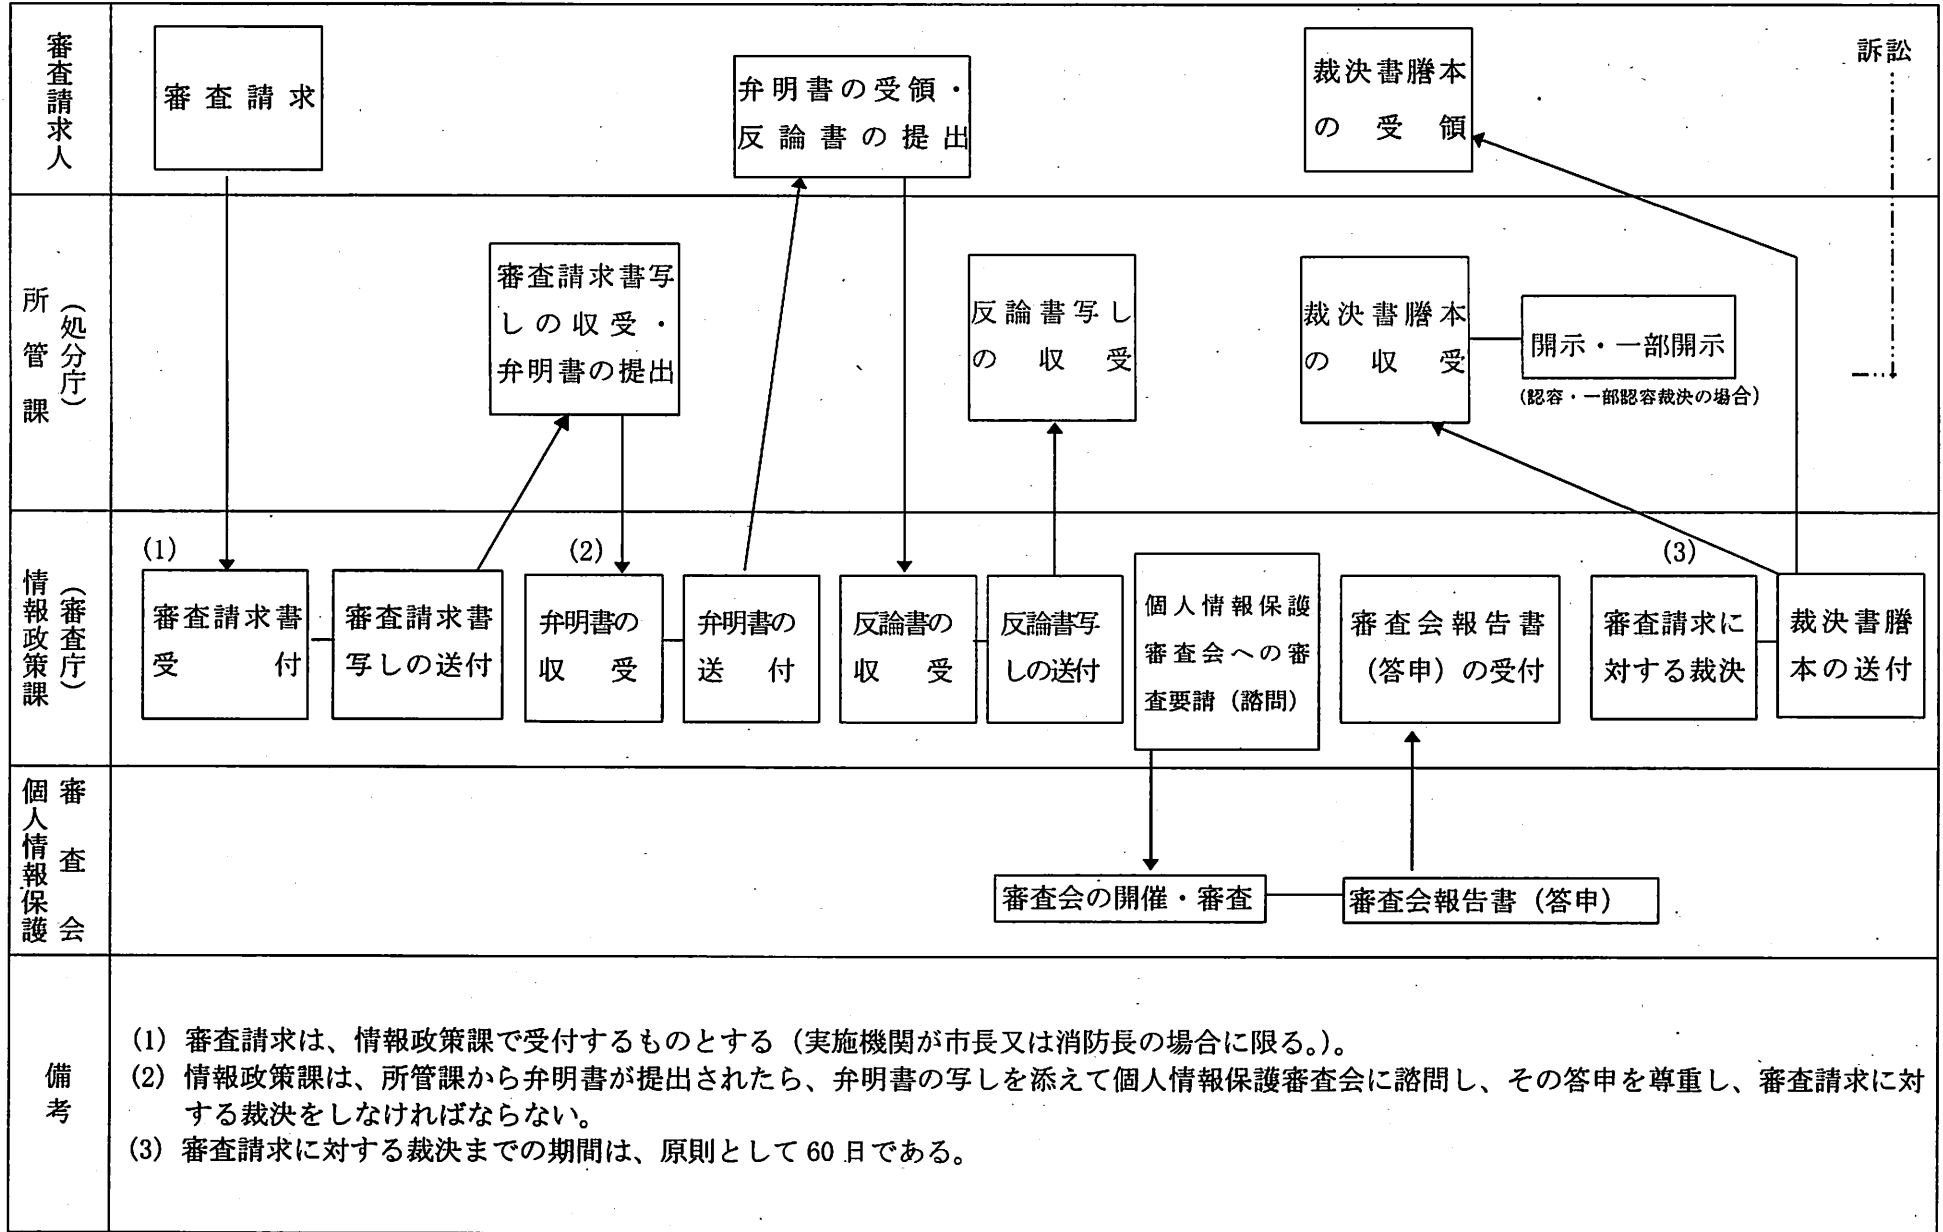 審査請求人
審査請求
弁明書の受領・
反論書の提出
裁決書謄本
の受領
訴訟
所管課
(処分庁)
審査請求書写
しの収受・
弁明書の提出
反論書写し
の収受
裁決書謄本
の収受
開示・一部開示
(認容・一部認容裁決の場合)
情報政策課
(審査庁)
(1)
審査請求書
受付
審査請求書
写しの送付
(2)
弁明書の
収受
弁明書の
送付
反論書の
収受
反論書写
しの送付
個人情報保護
審査会への審
査要請(諮問)
審査会報告書
(答申)の受付
(3)
審査請求に
対する裁決
裁決書謄
本の送付
個人情報保護
審査会
審査会の開催・審査
審査会報告書(答申)
備考
(1) 審査請求は、情報政策課で受付するものとする(実施機関が市長又は消防長の場合に限る。)。
(2) 情報政策課は、所管課から弁明書が提出されたら、弁明書の写しを添えて個人情報保護審査会に諮問し、その答申を尊重し、審査請求に対
する裁決をしなければならない。
(3) 審査請求に対する裁決までの期間は、原則として60日である。